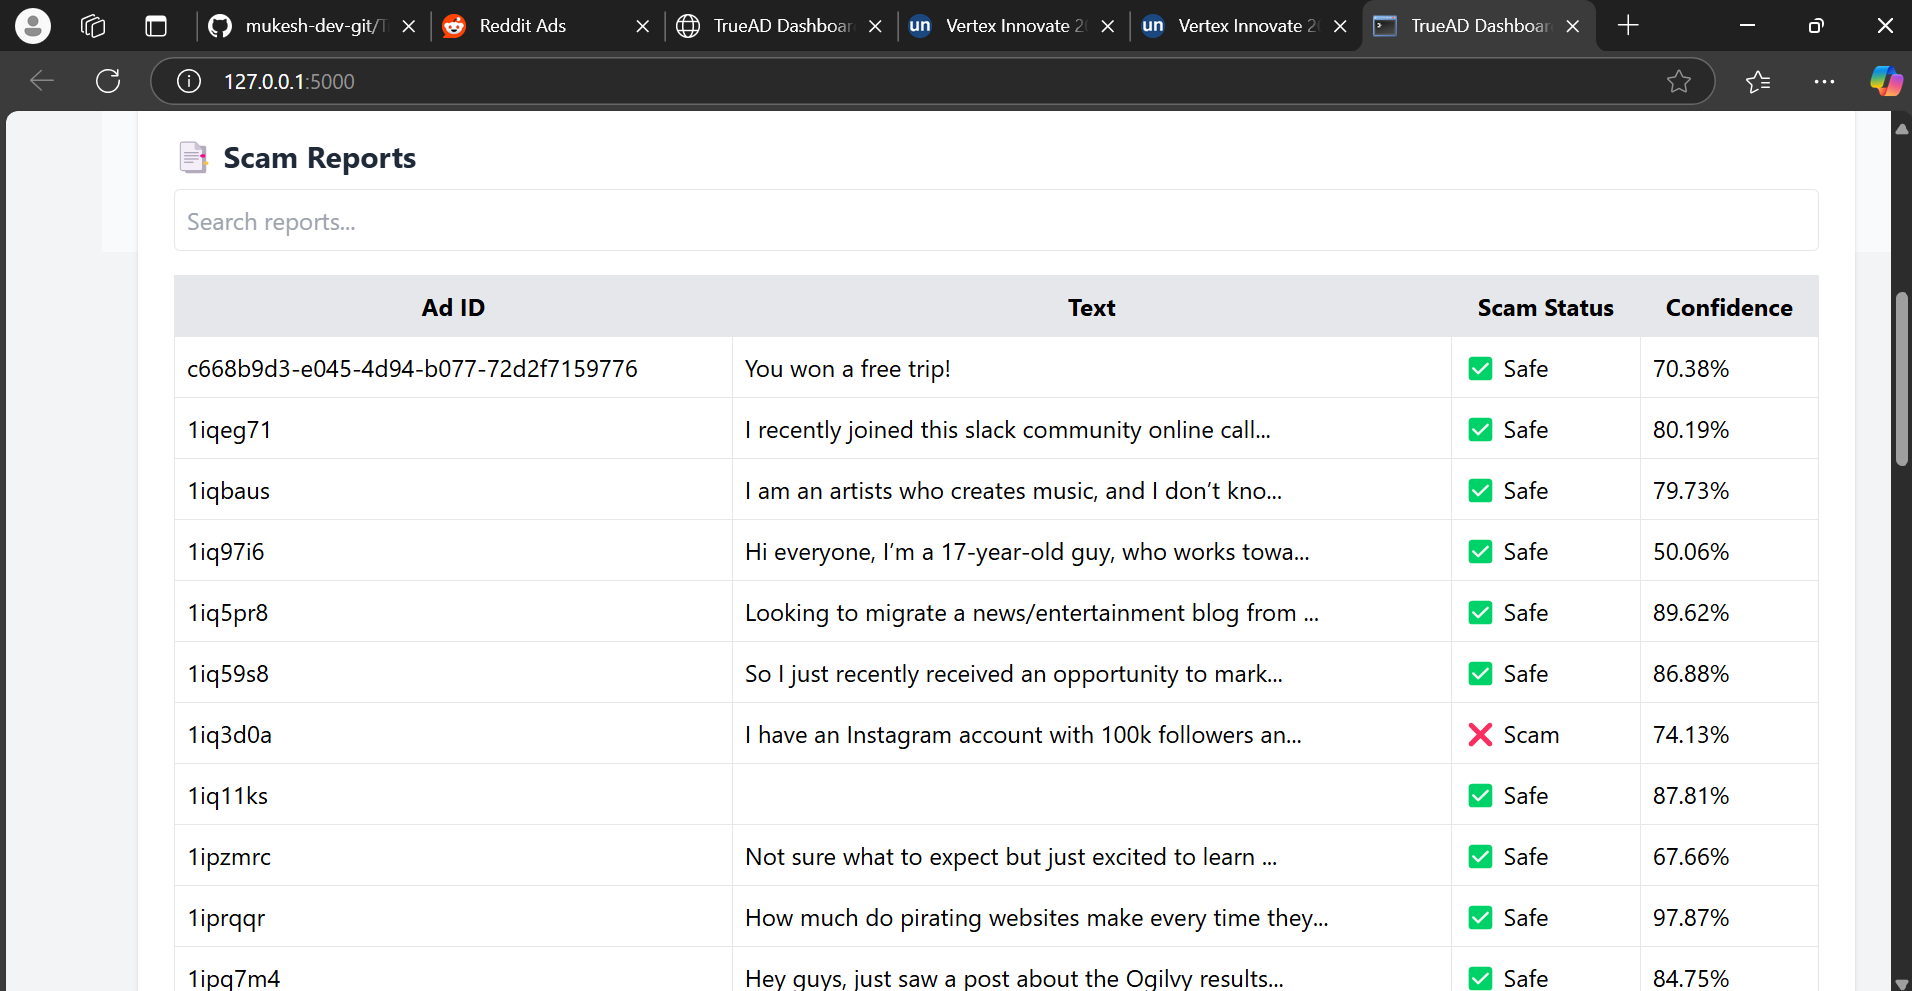 mukesh-dev-git/T
Reddit Ads
TrueAD Dashboar
un Vertex Innovate 2
un Vertex Innovate 2
TrueAD Dashboar
127.0.0.1:5000
Scam Reports
Search reports...
Ad ID Text Scam Status Confidence
c668b9d3-e045-4d94-b077-72d2f7159776 You won a free trip! Safe 70.38%
1iqeg71 I recently joined this slack community online call... Safe 80.19%
1iqbaus I am an artists who creates music, and I don’t kno... Safe 79.73%
1iq97i6 Hi everyone, I’m a 17-year-old guy, who works towa... Safe 50.06%
1iq5pr8 Looking to migrate a news/entertainment blog from ... Safe 89.62%
1iq59s8 So I just recently received an opportunity to mark... Safe 86.88%
1iq3d0a I have an Instagram account with 100k followers an... Scam 74.13%
1iq11ks Safe 87.81%
1ipzmrc Not sure what to expect but just excited to learn ... Safe 67.66%
1iprqqr How much do pirating websites make every time they... Safe 97.87%
1ipq7m4 Hey guys, just saw a post about the Ogilvy results... Safe 84.75%